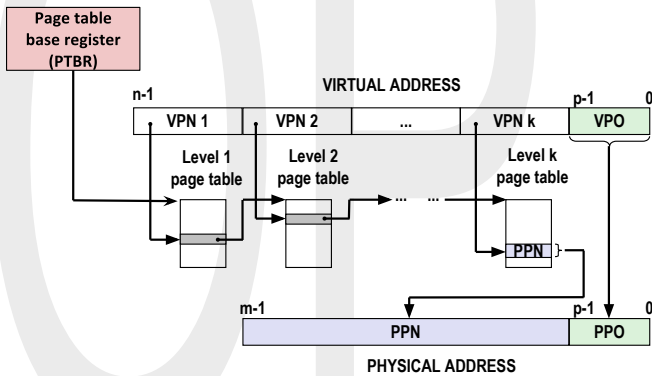 Page table
base register
(PTBR)
VIRTUAL ADDRESS
n-1
p-1
0
VPN 1
VPN 2
...
VPN k
VPO
Level 1
page table
Level 2
page table
Level k
page table
... ...
PPN
m-1
p-1
0
PPN
PPO
PHYSICAL ADDRESS